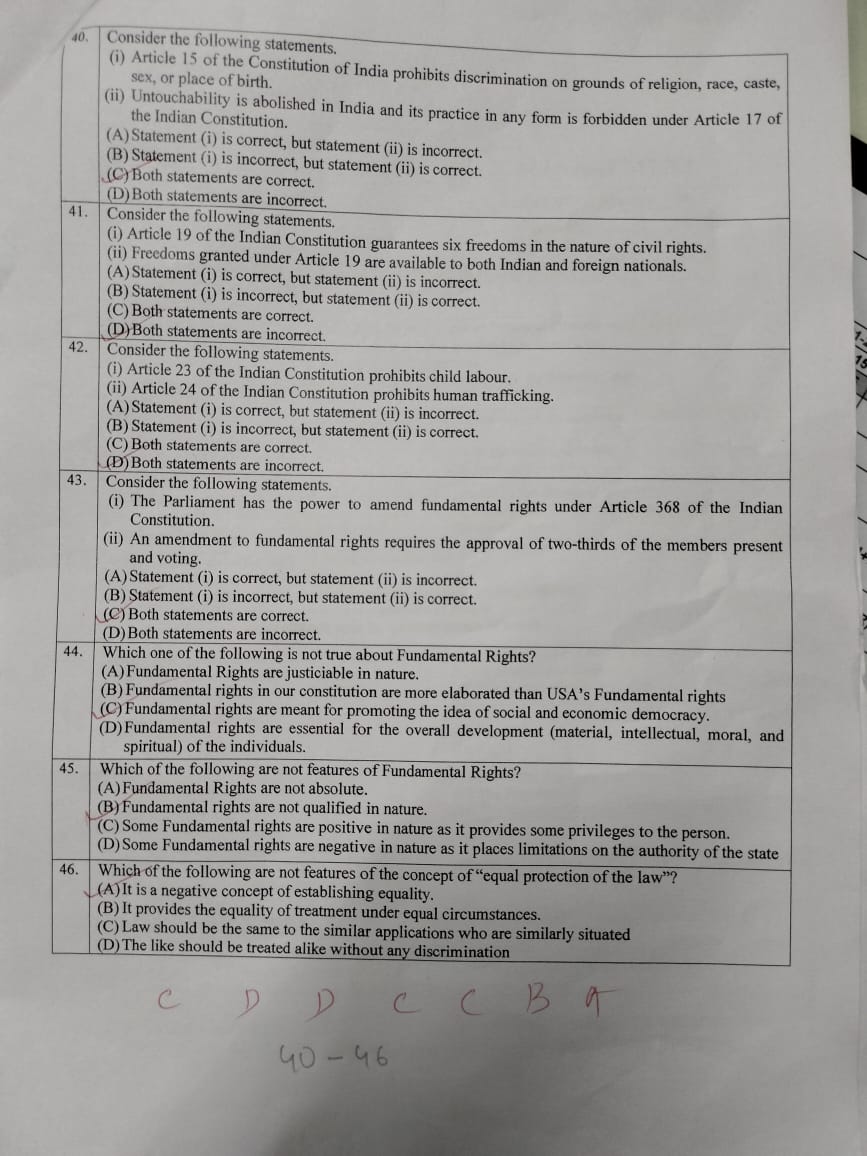 40. Consider the following statements.
(i) Article 15 of the Constitution of India prohibits discrimination on grounds of religion, race, caste,
sex, or place of birth.
(ii) Untouchability is abolished in India and its practice in any form is forbidden under Article 17 of
the Indian Constitution.
(A) Statement (i) is correct, but statement (ii) is incorrect.
(B) Statement (i) is incorrect, but statement (ii) is correct.
(C) Both statements are correct.
(D) Both statements are incorrect.
41. Consider the following statements.
(i) Article 19 of the Indian Constitution guarantees six freedoms in the nature of civil rights.
(ii) Freedoms granted under Article 19 are available to both Indian and foreign nationals.
(A) Statement (i) is correct, but statement (ii) is incorrect.
(B) Statement (i) is incorrect, but statement (ii) is correct.
(C) Both statements are correct.
(D) Both statements are incorrect.
42. Consider the following statements.
(i) Article 23 of the Indian Constitution prohibits child labour.
(ii) Article 24 of the Indian Constitution prohibits human trafficking.
(A) Statement (i) is correct, but statement (ii) is incorrect.
(B) Statement (i) is incorrect, but statement (ii) is correct.
(C) Both statements are correct.
(D) Both statements are incorrect.
43. Consider the following statements.
(i) The Parliament has the power to amend fundamental rights under Article 368 of the Indian
Constitution.
(ii) An amendment to fundamental rights requires the approval of two-thirds of the members present
and voting.
(A) Statement (i) is correct, but statement (ii) is incorrect.
(B) Statement (i) is incorrect, but statement (ii) is correct.
(C) Both statements are correct.
(D) Both statements are incorrect.
44. Which one of the following is not true about Fundamental Rights?
(A) Fundamental Rights are justiciable in nature.
(B) Fundamental rights in our constitution are more elaborated than USA's Fundamental rights
(C) Fundamental rights are meant for promoting the idea of social and economic democracy.
(D) Fundamental rights are essential for the overall development (material, intellectual, moral, and
spiritual) of the individuals.
45. Which of the following are not features of Fundamental Rights?
(A) Fundamental Rights are not absolute.
(B) Fundamental rights are not qualified in nature.
(C) Some Fundamental rights are positive in nature as it provides some privileges to the person.
(D) Some Fundamental rights are negative in nature as it places limitations on the authority of the state
46. Which of the following are not features of the concept of "equal protection of the law"?
(A) It is a negative concept of establishing equality.
(B) It provides the equality of treatment under equal circumstances.
(C) Law should be the same to the similar applications who are similarly situated
(D) The like should be treated alike without any discrimination
C D D C C B A
40 - 46